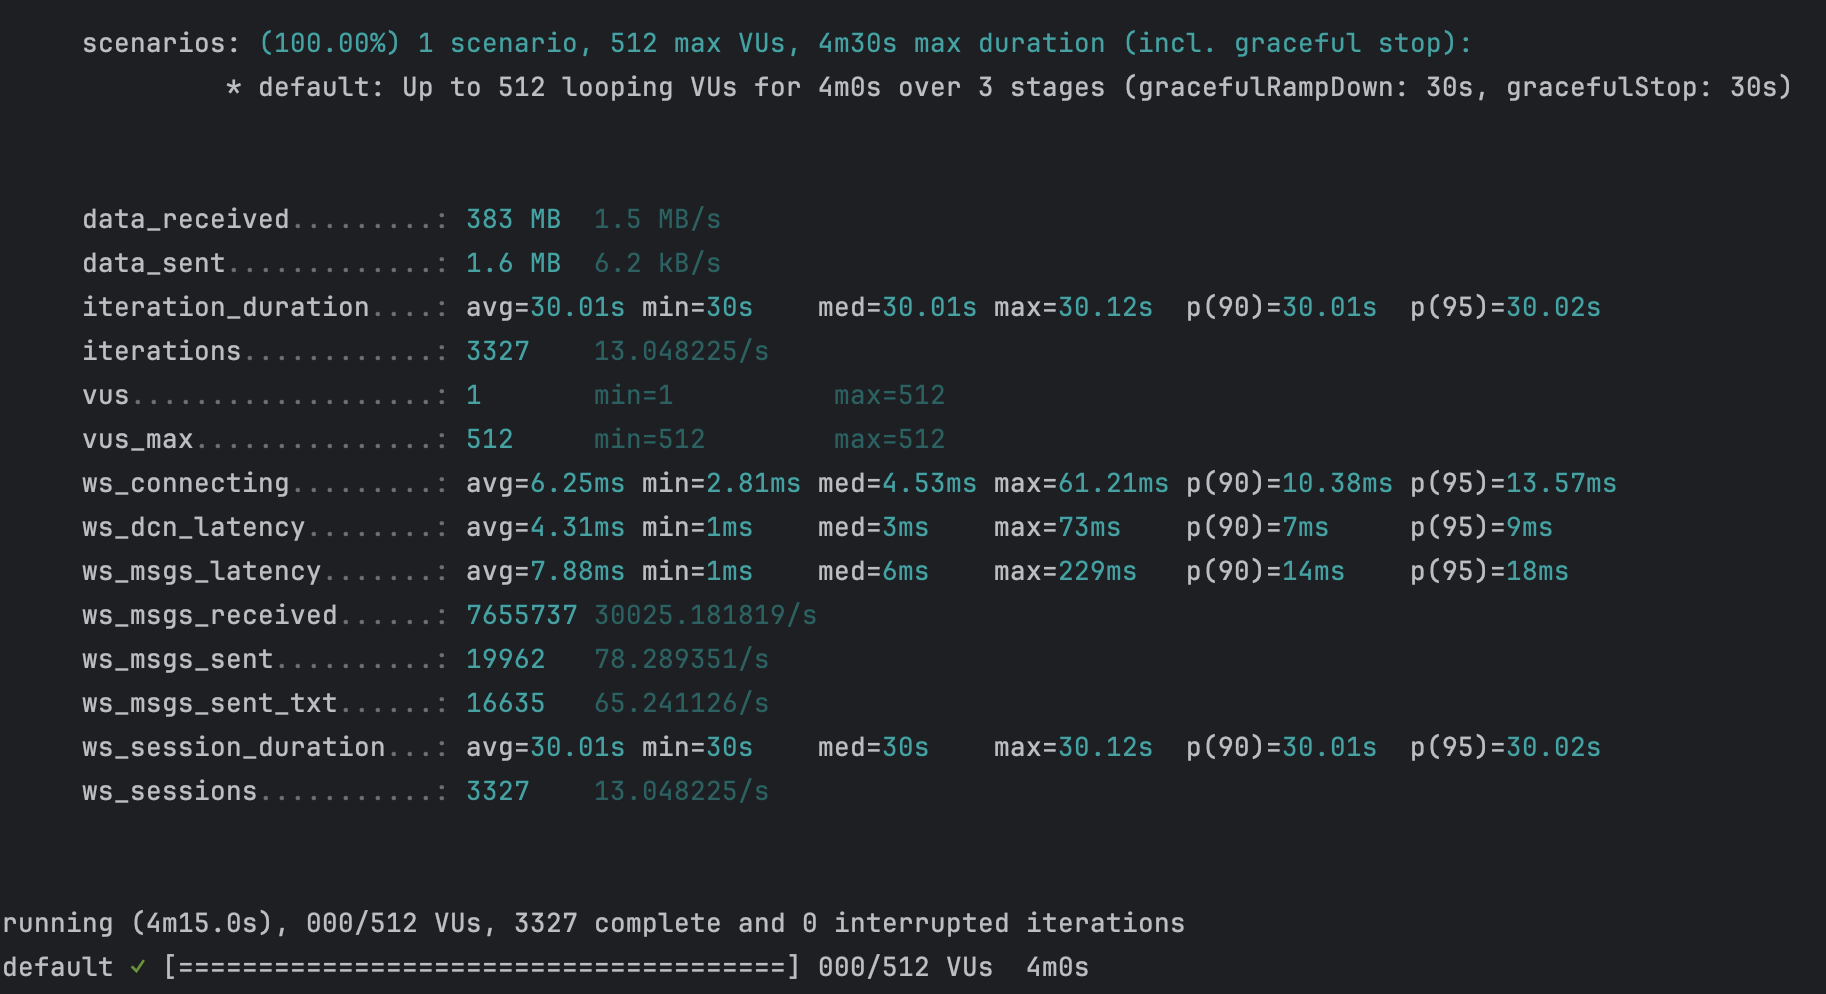 scenarios: (100.00%) 1 scenario, 512 max VUs, 4m30s max duration (incl. graceful stop):
* default: Up to 512 looping VUs for 4m0s over 3 stages (gracefulRampDown: 30s, gracefulStop: 30s)
data_received.........: 383 MB 1.5 MB/s
data_sent.............: 1.6 MB 6.2 kB/s
iteration_duration....: avg=30.01s min=30s med=30.01s max=30.12s p(90)=30.01s p(95)=30.02s
iterations............: 3327 13.048225/s
vus...................: 1 min=1 max=512
vus_max...............: 512 min=512 max=512
ws_connecting.........: avg=6.25ms min=2.81ms med=4.53ms max=61.21ms p(90)=10.38ms p(95)=13.57ms
ws_dcn_latency........: avg=4.31ms min=1ms med=3ms max=73ms p(90)=7ms p(95)=9ms
ws_msgs_latency.......: avg=7.88ms min=1ms med=6ms max=229ms p(90)=14ms p(95)=18ms
ws_msgs_received......: 7655737 30025.181819/s
ws_msgs_sent..........: 19962 78.289351/s
ws_msgs_sent_txt......: 16635 65.241126/s
ws_session_duration...: avg=30.01s min=30s med=30s max=30.12s p(90)=30.01s p(95)=30.02s
ws_sessions...........: 3327 13.048225/s
running (4m15.0s), 000/512 VUs, 3327 complete and 0 interrupted iterations
default ✓ [======================================] 000/512 VUs 4m0s